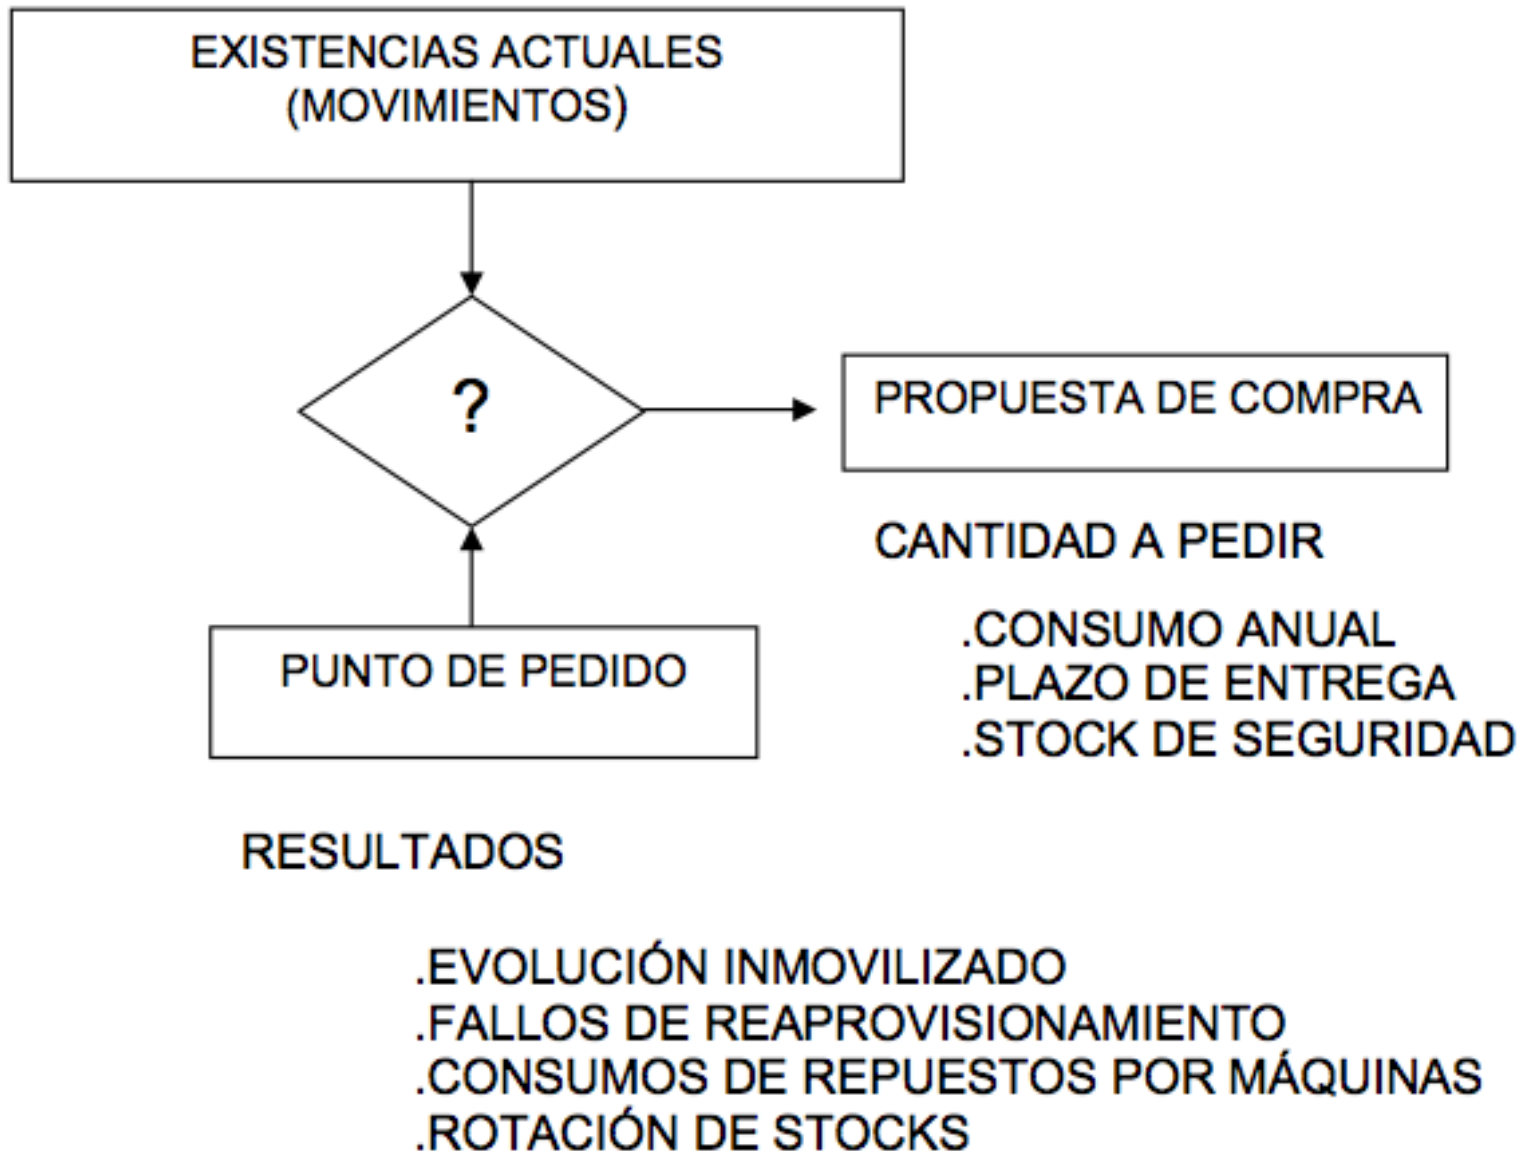 EXISTENCIAS ACTUALES
(MOVIMIENTOS)
?
PROPUESTA DE COMPRA
CANTIDAD A PEDIR
.CONSUMO ANUAL
.PLAZO DE ENTREGA
.STOCK DE SEGURIDAD
PUNTO DE PEDIDO
RESULTADOS
.EVOLUCIÓN INMOVILIZADO
.FALLOS DE REAPROVISIONAMIENTO
.CONSUMOS DE REPUESTOS POR MÁQUINAS
.ROTACIÓN DE STOCKS